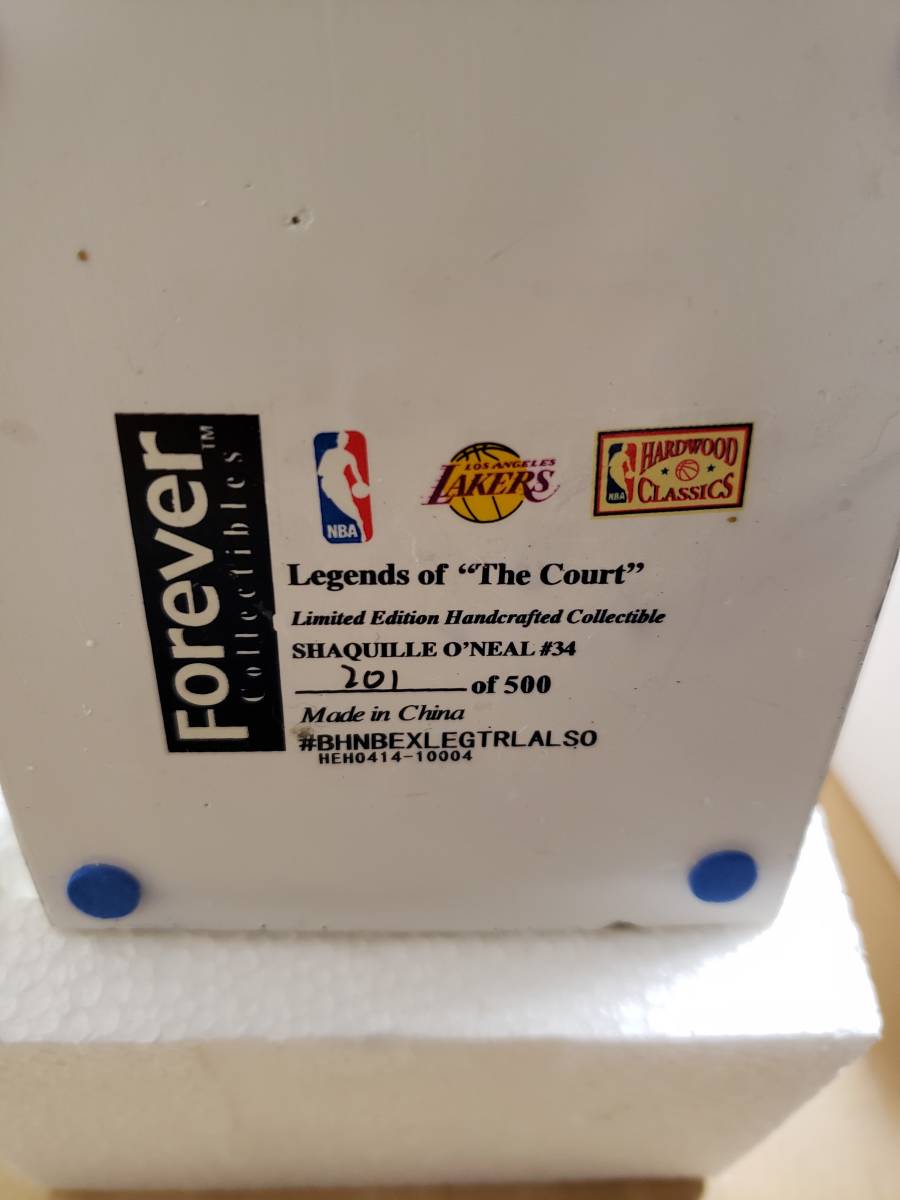 Forever™
Collectibles
NBA
LOS ANGELES
LAKERS
HARDWOOD
NBA
CLASSICS
Legends of “The Court”
Limited Edition Handcrafted Collectible
SHAQUILLE O’NEAL #34
201 of 500
Made in China
#BHNBEXLEGTRLALSO
HEH0414-10004